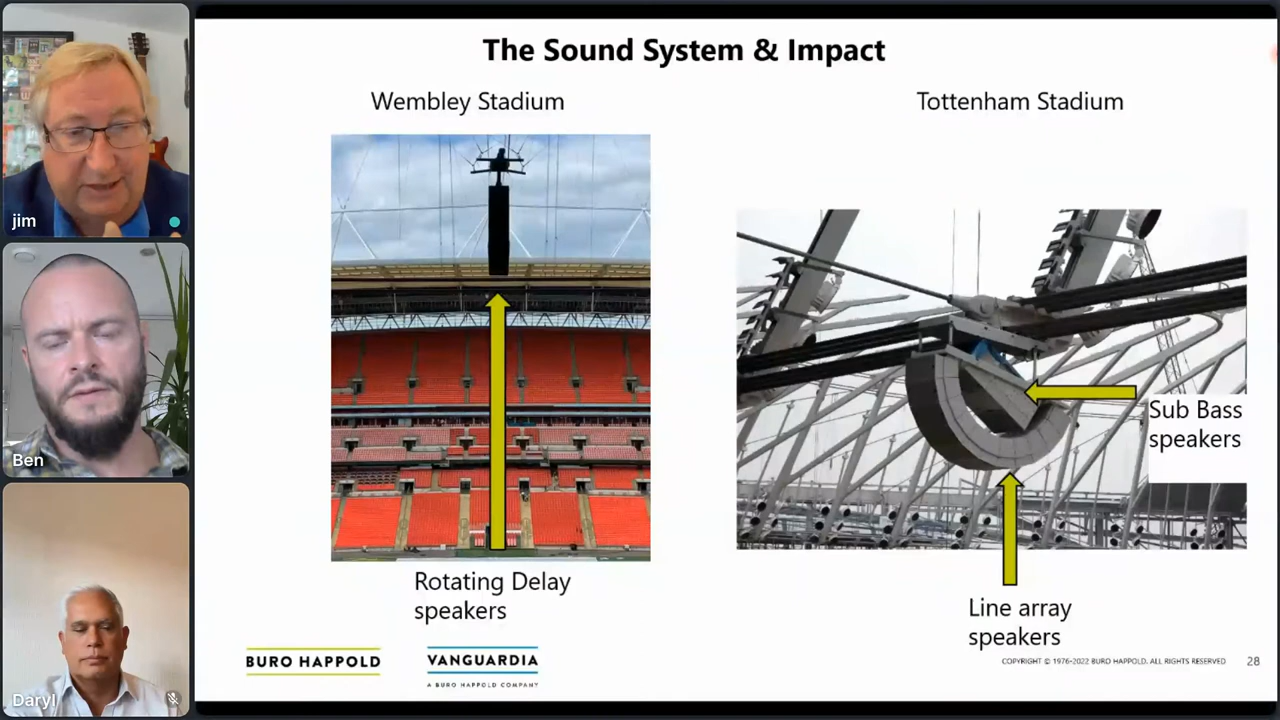 The Sound System & Impact
Wembley Stadium
Tottenham Stadium
jim
Ben
Daryl
Sub Bass
speakers
Rotating Delay
speakers
Line array
speakers
BURO HAPPOLD
VANGUARDIA
A BURO HAPPOLD COMPANY
COPYRIGHT © 1976-2022 BURO HAPPOLD. ALL RIGHTS RESERVED
28